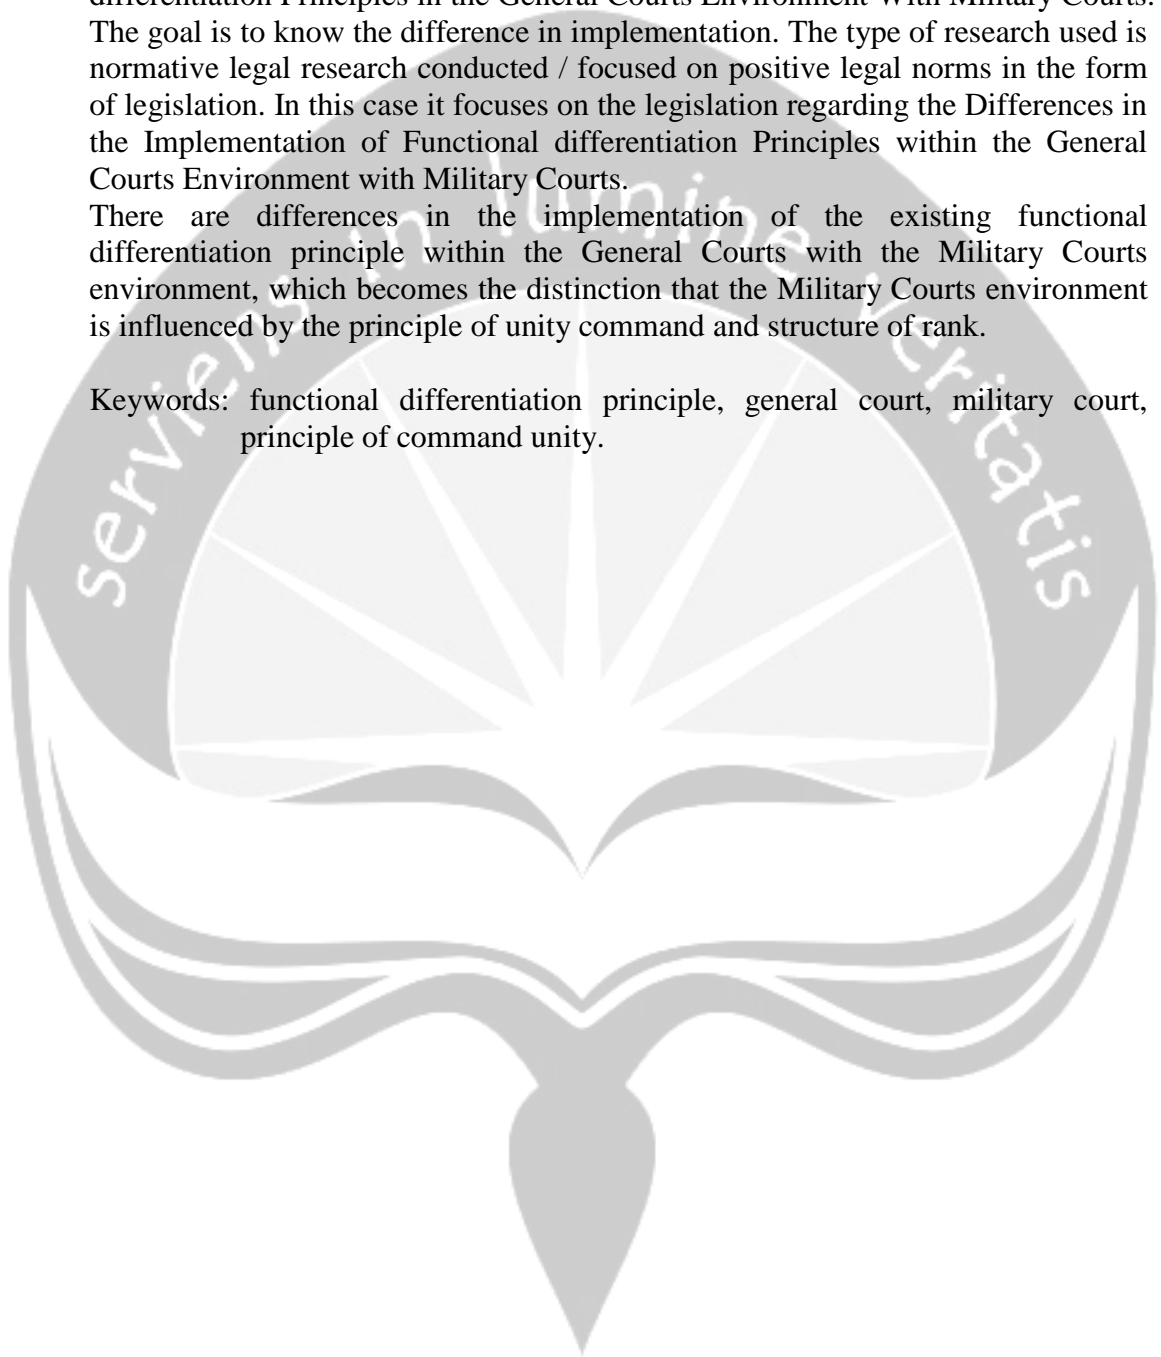 differentiation Principles in the General Courts Environment With Military Courts.
The goal is to know the difference in implementation. The type of research used is
normative legal research conducted / focused on positive legal norms in the form
of legislation. In this case it focuses on the legislation regarding the Differences in
the Implementation of Functional differentiation Principles within the General
Courts Environment with Military Courts.
There are differences in the implementation of the existing functional
differentiation principle within the General Courts with the Military Courts
environment, which becomes the distinction that the Military Courts environment
is influenced by the principle of unity command and structure of rank.
Keywords: functional differentiation principle, general court, military court,
principle of command unity.
serviens in lumine veritatis